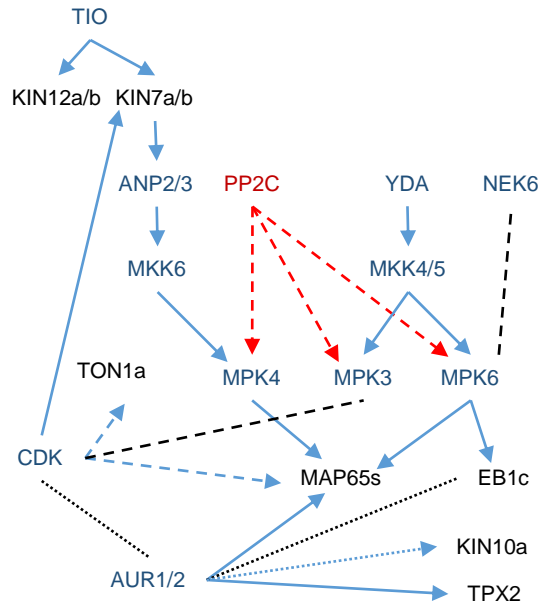 TIO
KIN12a/b KIN7a/b
ANP2/3 PP2C YDA NEK6
MKK6 MKK4/5
TON1a MPK4 MPK3 MPK6
CDK MAP65s EB1c
KIN10a
AUR1/2 TPX2